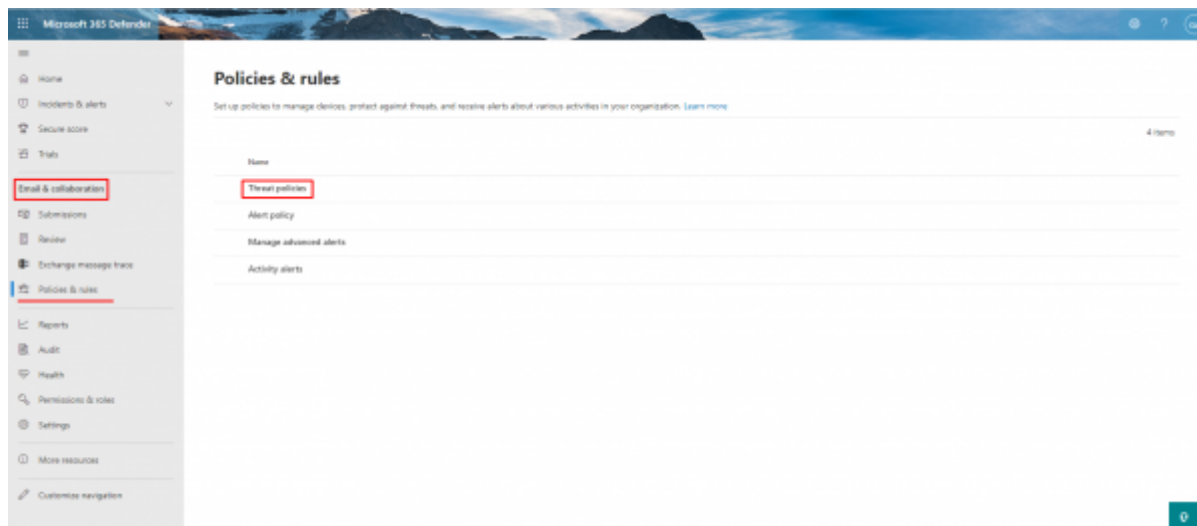 Microsoft 365 Defender
?
Home
Incidents & alerts
Secure score
Trials
Email & collaboration
Submissions
Review
Exchange message trace
Policies & rules
Reports
Audit
Health
Permissions & roles
Settings
More resources
Customize navigation
Policies & rules
Set up policies to manage devices, protect against threats, and receive alerts about various activities in your organization. Learn more
4 items
Name
Threat policies
Alert policy
Manage advanced alerts
Activity alerts